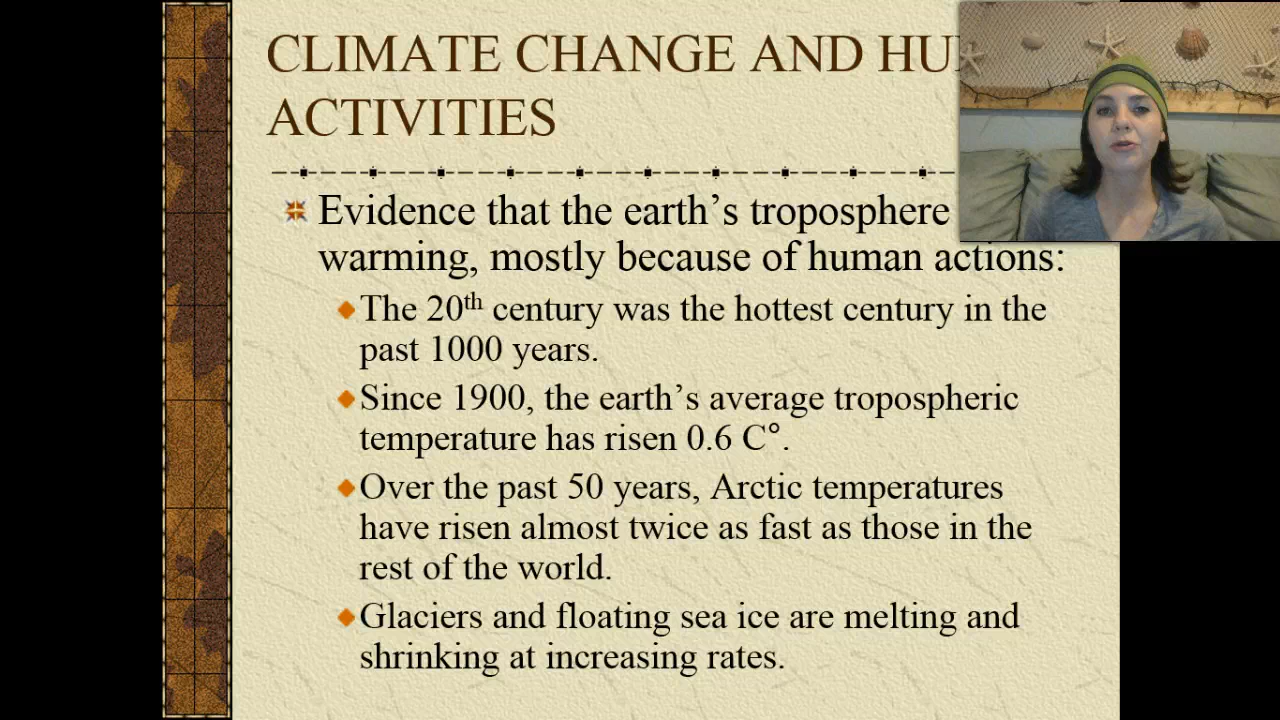 CLIMATE CHANGE AND HU
ACTIVITIES
Evidence that the earth's troposphere
warming, mostly because of human actions:
The 20th century was the hottest century in the
past 1000 years.
Since 1900, the earth's average tropospheric
temperature has risen 0.6 C°.
Over the past 50 years, Arctic temperatures
have risen almost twice as fast as those in the
rest of the world.
Glaciers and floating sea ice are melting and
shrinking at increasing rates.